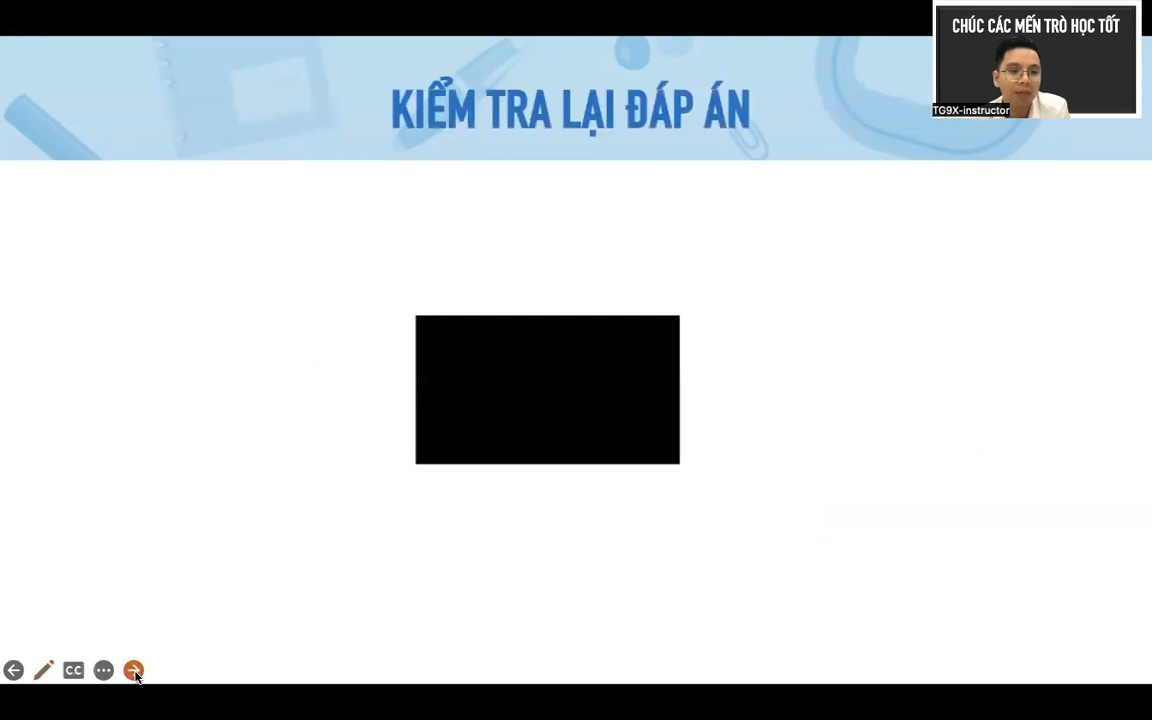 CHÚC CÁC MẾN TRÒ HỌC TỐT
TG9X-instructor
KIỂM TRA LẠI ĐÁP ÁN
CC